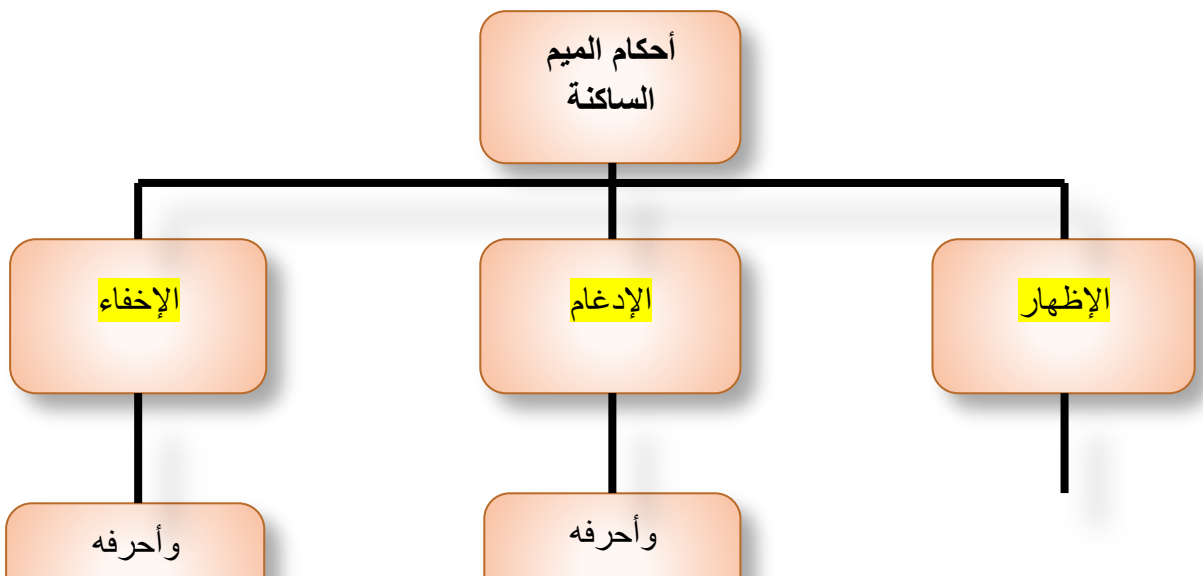 أحكام الميم
الساكنة
الإظهار
الإدغام
الإخفاء
وأحرفه
وأحرفه